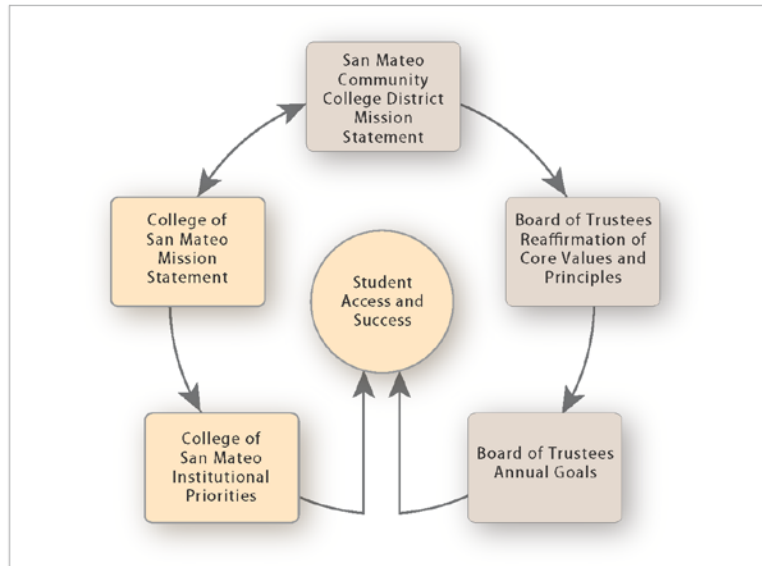 San Mateo
Community
College District
Mission
Statement
College of
San Mateo
Mission
Statement
Board of Trustees
Reaffirmation of
Core Values and
Principles
Student
Access and
Success
College of
San Mateo
Institutional
Priorities
Board of Trustees
Annual Goals